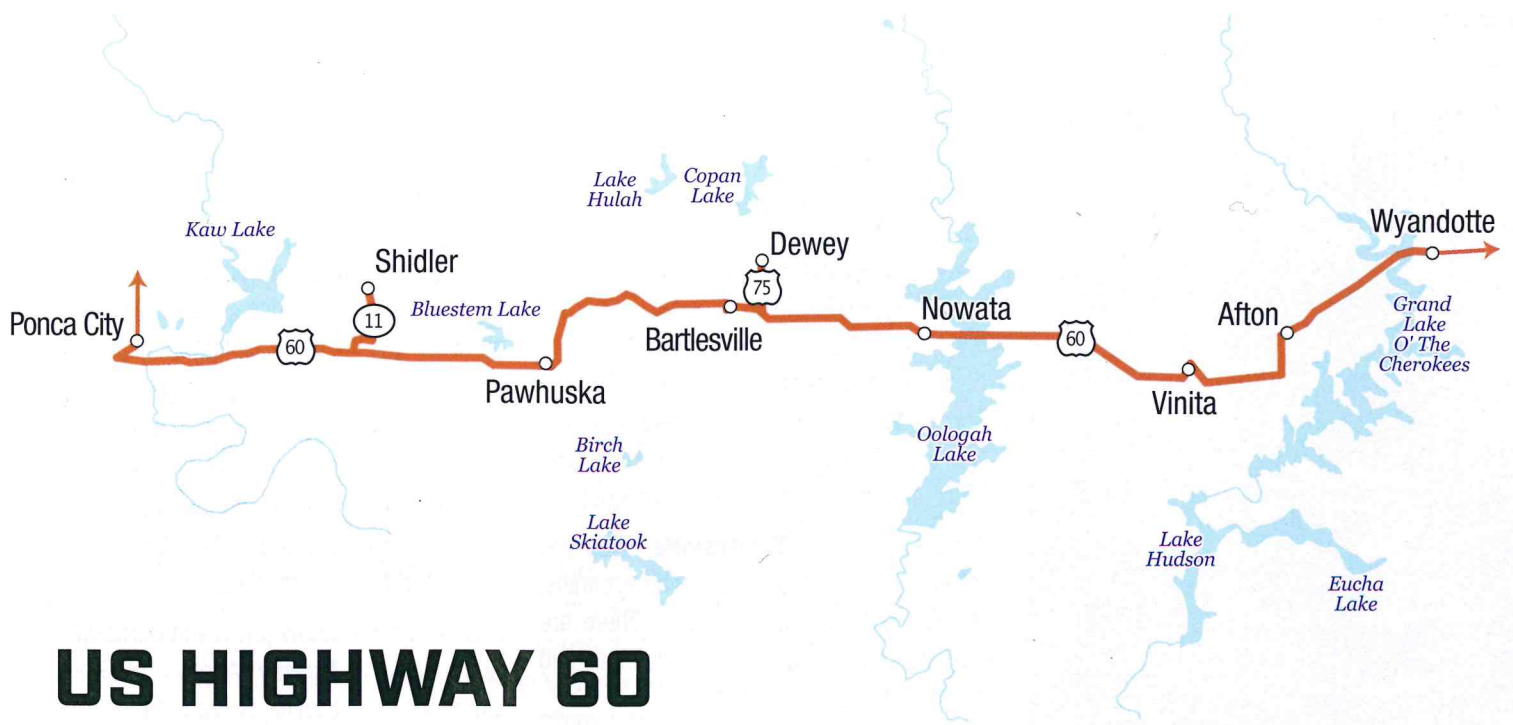 Kaw Lake
Shidler
11
Ponca City
60
Bluestem Lake
Pawhuska
Lake
Hulah
Copan
Lake
Dewey
75
Bartlesville
Nowata
60
Vinita
Afton
Wyandotte
Grand
Lake
O' The
Cherokees
Oologah
Lake
Birch
Lake
Lake
Skiatook
Lake
Hudson
Eucha
Lake
US HIGHWAY 60